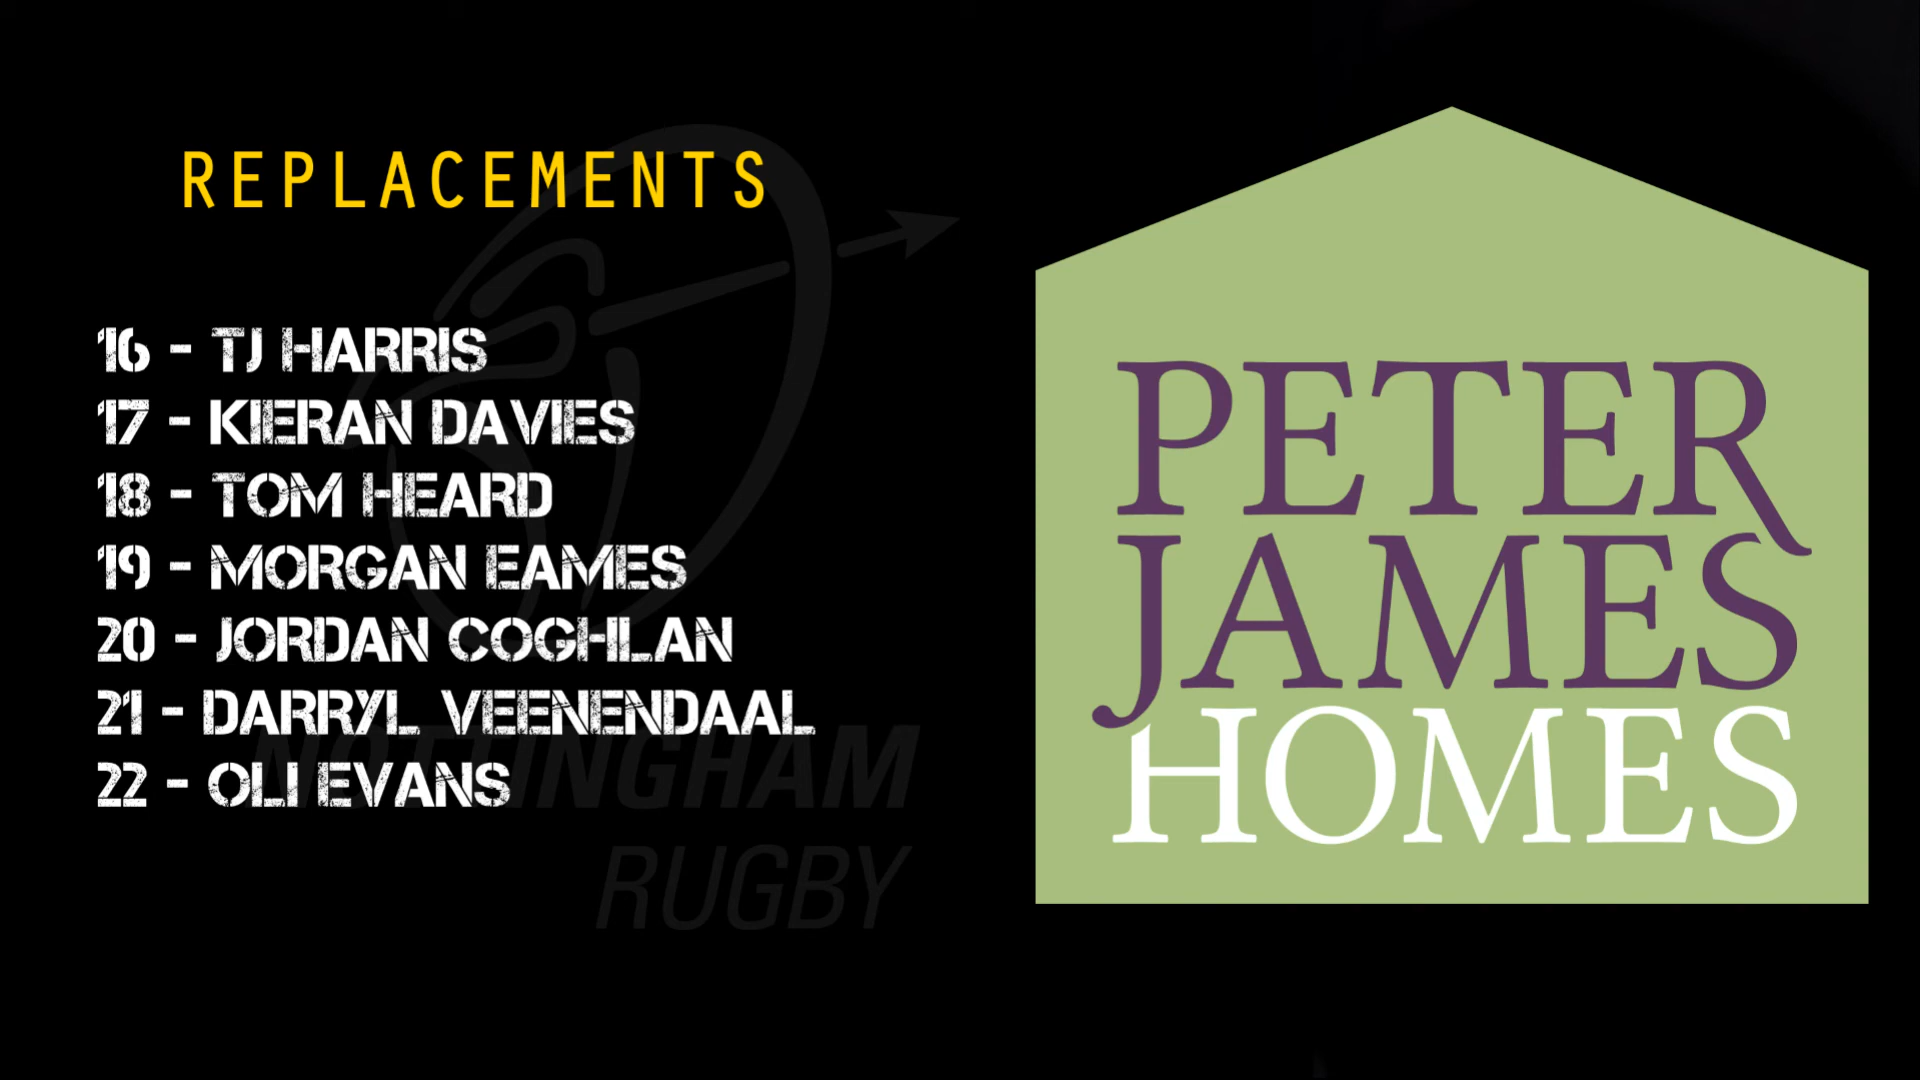 REPLACEMENTS
16 - TJ HARRIS
17 - KIERAN DAVIES
18 - TOM HEARD
19 - MORGAN EAMES
20 - JORDAN COGHLAN
21 - DARRYL VEENENDAAL
22 - OLI EVANS
NOTTINGHAM
RUGBY
PETER
JAMES
HOMES